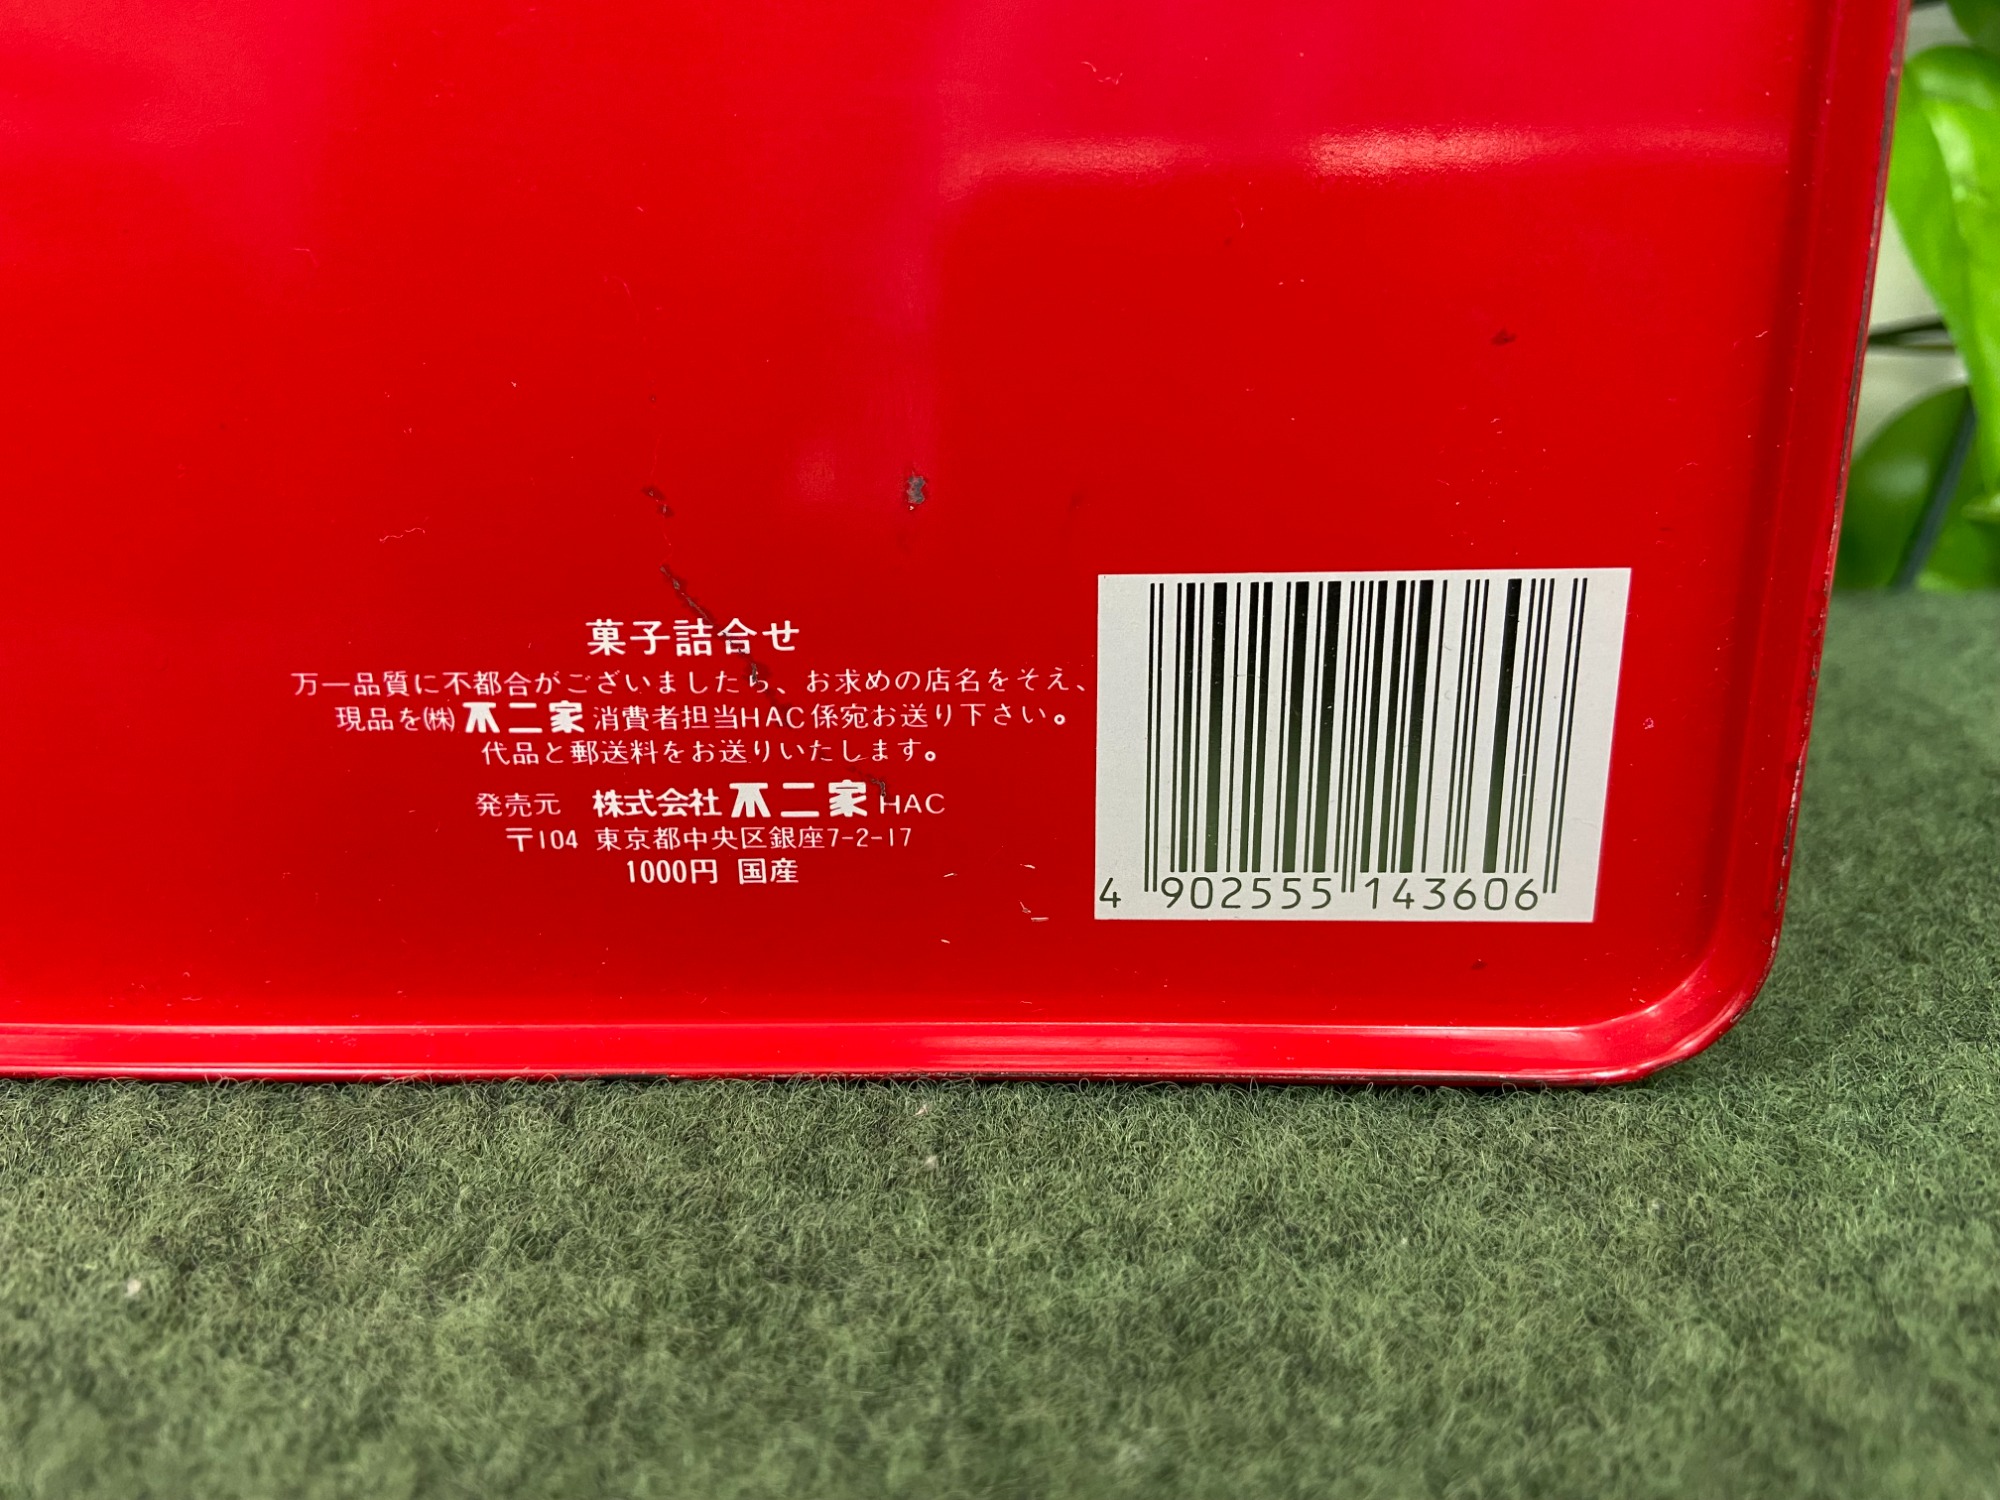 菓子詰合せ
万一品質に不都合がございましたら、お求めの店名をそえ、
現品を㈱不二家消費者担当HAC係宛お送り下さい。
代品と郵送料をお送りいたします。
発売元 株式会社 不二家 HAC
〒104 東京都中央区銀座7-2-17
1000円 国産
4 902555 143606